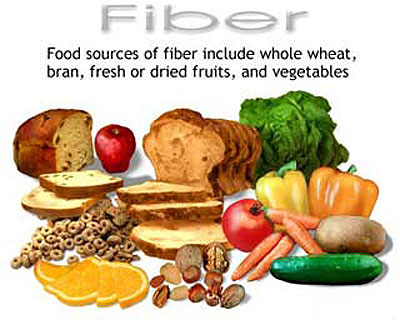 Fiber
Food sources of fiber include whole wheat,
bran, fresh or dried fruits, and vegetables